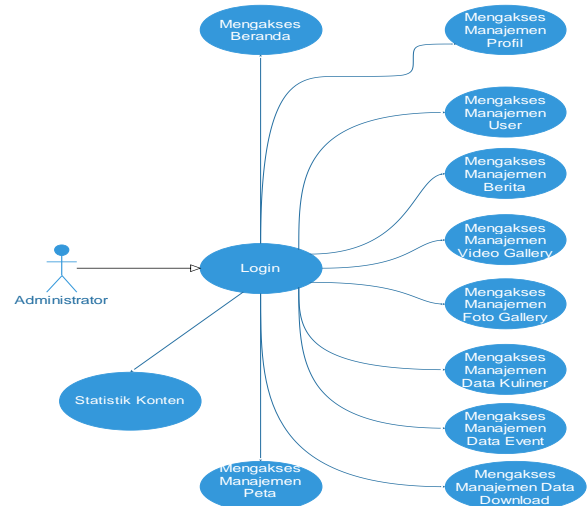 Mengakses
Beranda
Mengakses
Manajemen
Profil
Mengakses
Manajemen
User
Mengakses
Manajemen
Berita
Mengakses
Manajemen
Video Gallery
Login
Administrator
Mengakses
Manajemen
Foto Gallery
Mengakses
Manajemen
Data Kuliner
Statistik Konten
Mengakses
Manajemen
Data Event
Mengakses
Manajemen
Peta
Mengakses
Manajemen Data
Download